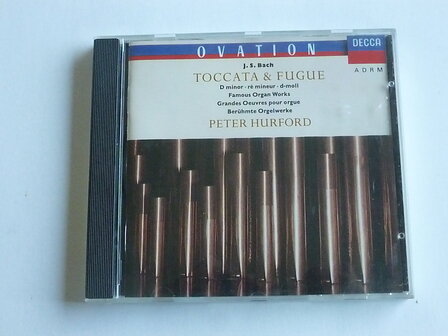 OVATION
DECCA
J. S. Bach
ADRM
TOCCATA & FUGUE
D minor · ré mineur · d-moll
Famous Organ Works
Grandes Oeuvres pour orgue
Berühmte Orgelwerke
PETER HURFORD